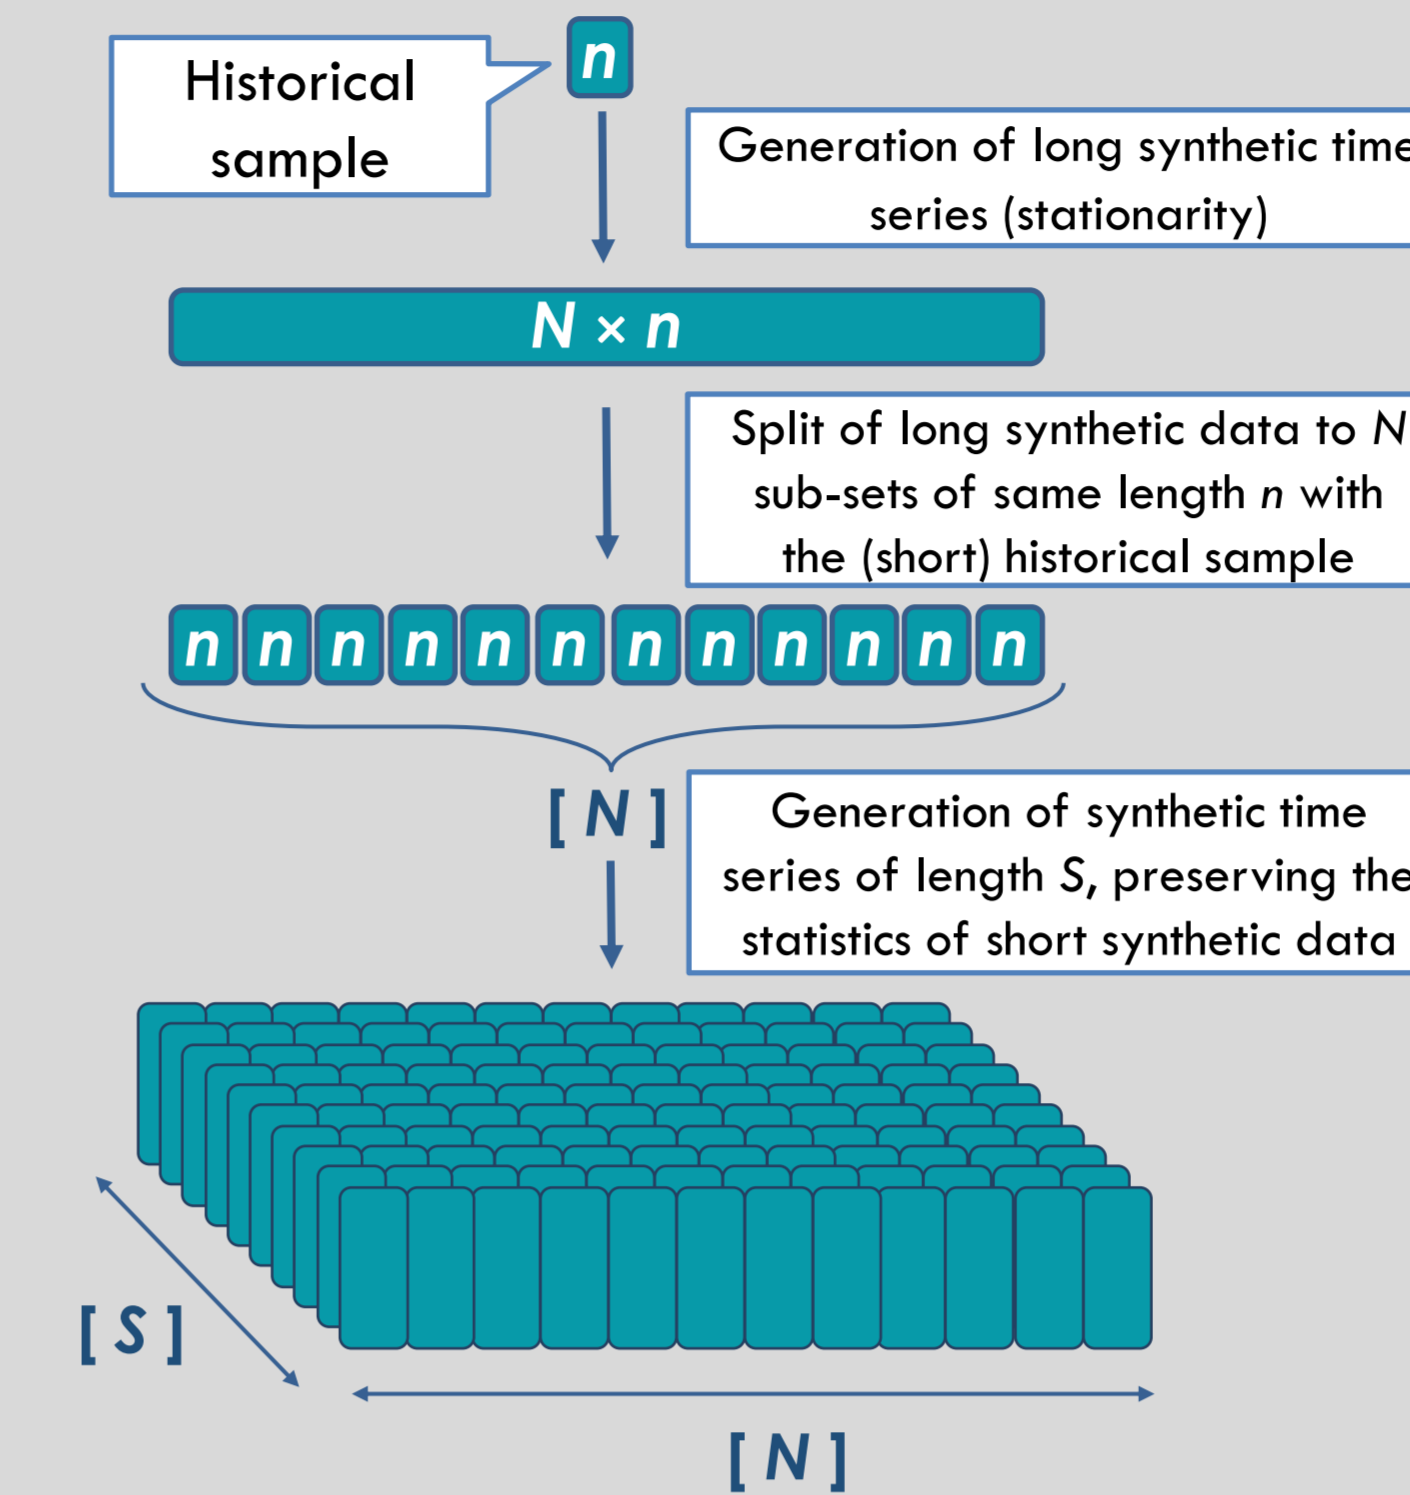 Historical
sample
n
Generation of long synthetic time
series (stationarity)
N × n
Split of long synthetic data to N
sub-sets of same length n with
the (short) historical sample
n n n n n n n n n n n n
[ N ]
Generation of synthetic time
series of length S, preserving the
statistics of short synthetic data
[ S ]
[ N ]